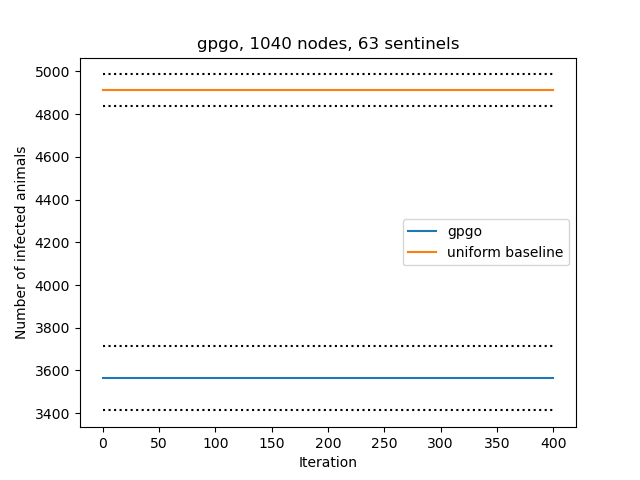 gpgo, 1040 nodes, 63 sentinels
5000
4800
4600
4400
4200
4000
3800
3600
3400
Number of infected animals
gpgo
uniform baseline
0 50 100 150 200 250 300 350 400
Iteration